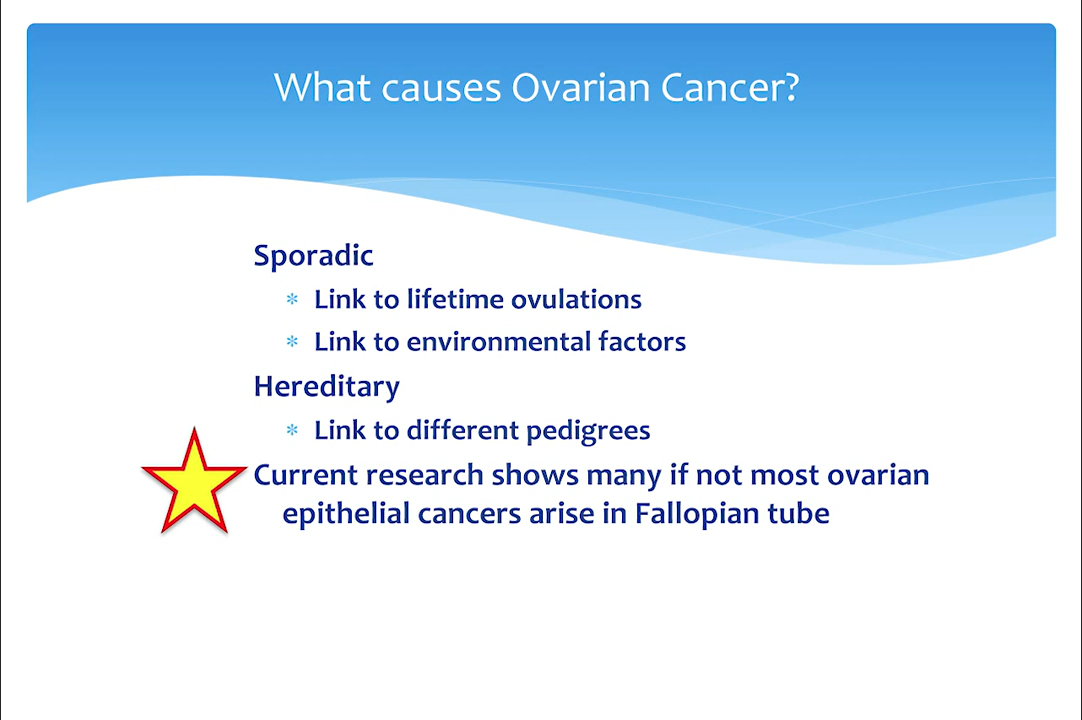 What causes Ovarian Cancer?
Sporadic
* Link to lifetime ovulations
* Link to environmental factors
Hereditary
* Link to different pedigrees
Current research shows many if not most ovarian
epithelial cancers arise in Fallopian tube